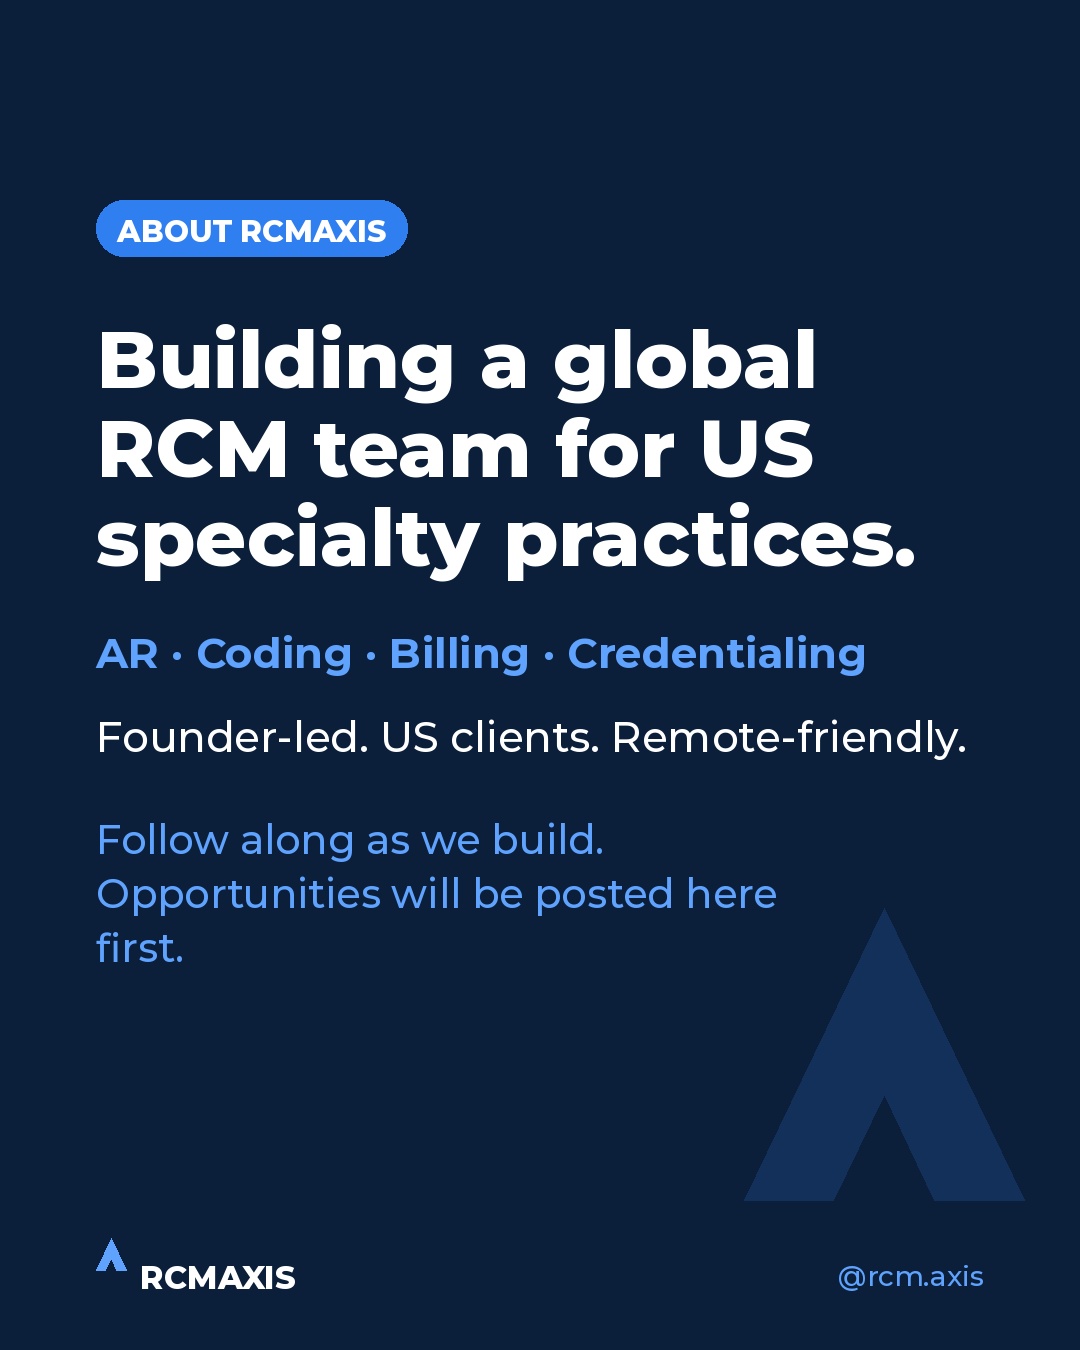 ABOUT RCMAXIS
Building a global
RCM team for US
specialty practices.
AR · Coding · Billing · Credentialing
Founder-led. US clients. Remote-friendly.
Follow along as we build.
Opportunities will be posted here
first.
RCMAXIS
@rcm.axis